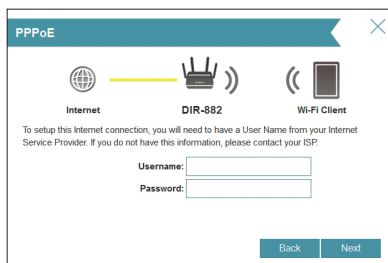 PPPoE
Internet DIR-882 Wi-Fi Client
To setup this Internet connection, you will need to have a User Name from your Internet
Service Provider. If you do not have this information, please contact your ISP.
Username:
Password:
Back Next